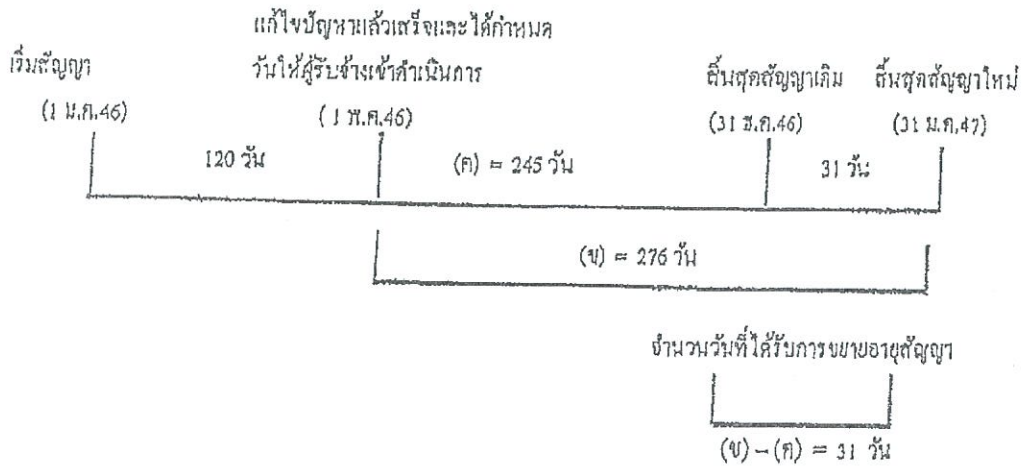 แก้ไขปัญหาแล้วเสร็จและได้กำหนด
เริ่มสัญญา
วันให้ผู้รับจ้างเข้าดำเนินการ
สิ้นสุดสัญญาเดิม สิ้นสุดสัญญาใหม่
(1 ม.ค.46) (1 พ.ค.46) (31 ธ.ค.46) (31 ม.ค.47)
120 วัน (ค) = 245 วัน 31 วัน
(ข) = 276 วัน
จำนวนวันที่ได้รับการขยายอายุสัญญา
(ข) – (ค) = 31 วัน